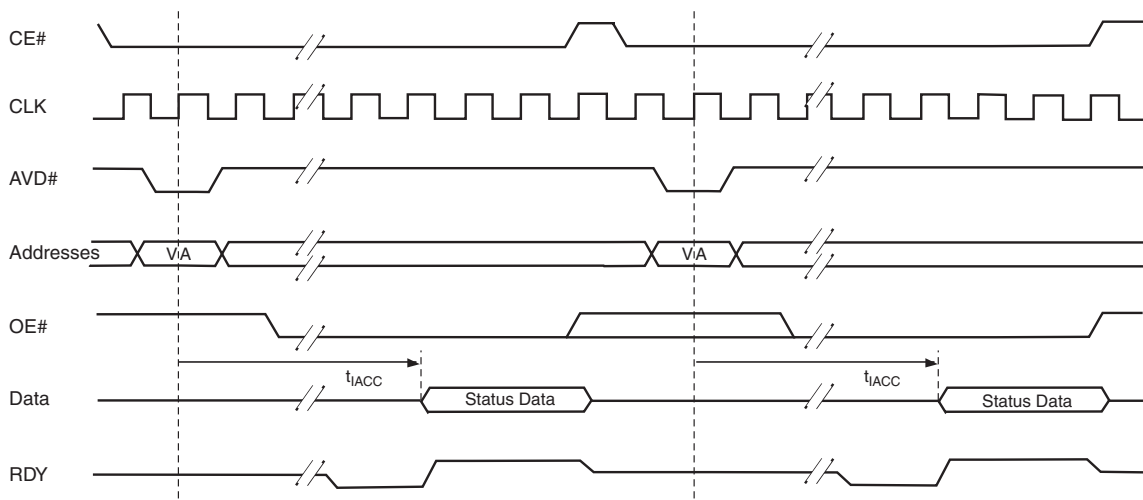 CE#
CLK
AVD#
Addresses VA VA
OE#
tIACC tIACC
Data Status Data Status Data
RDY